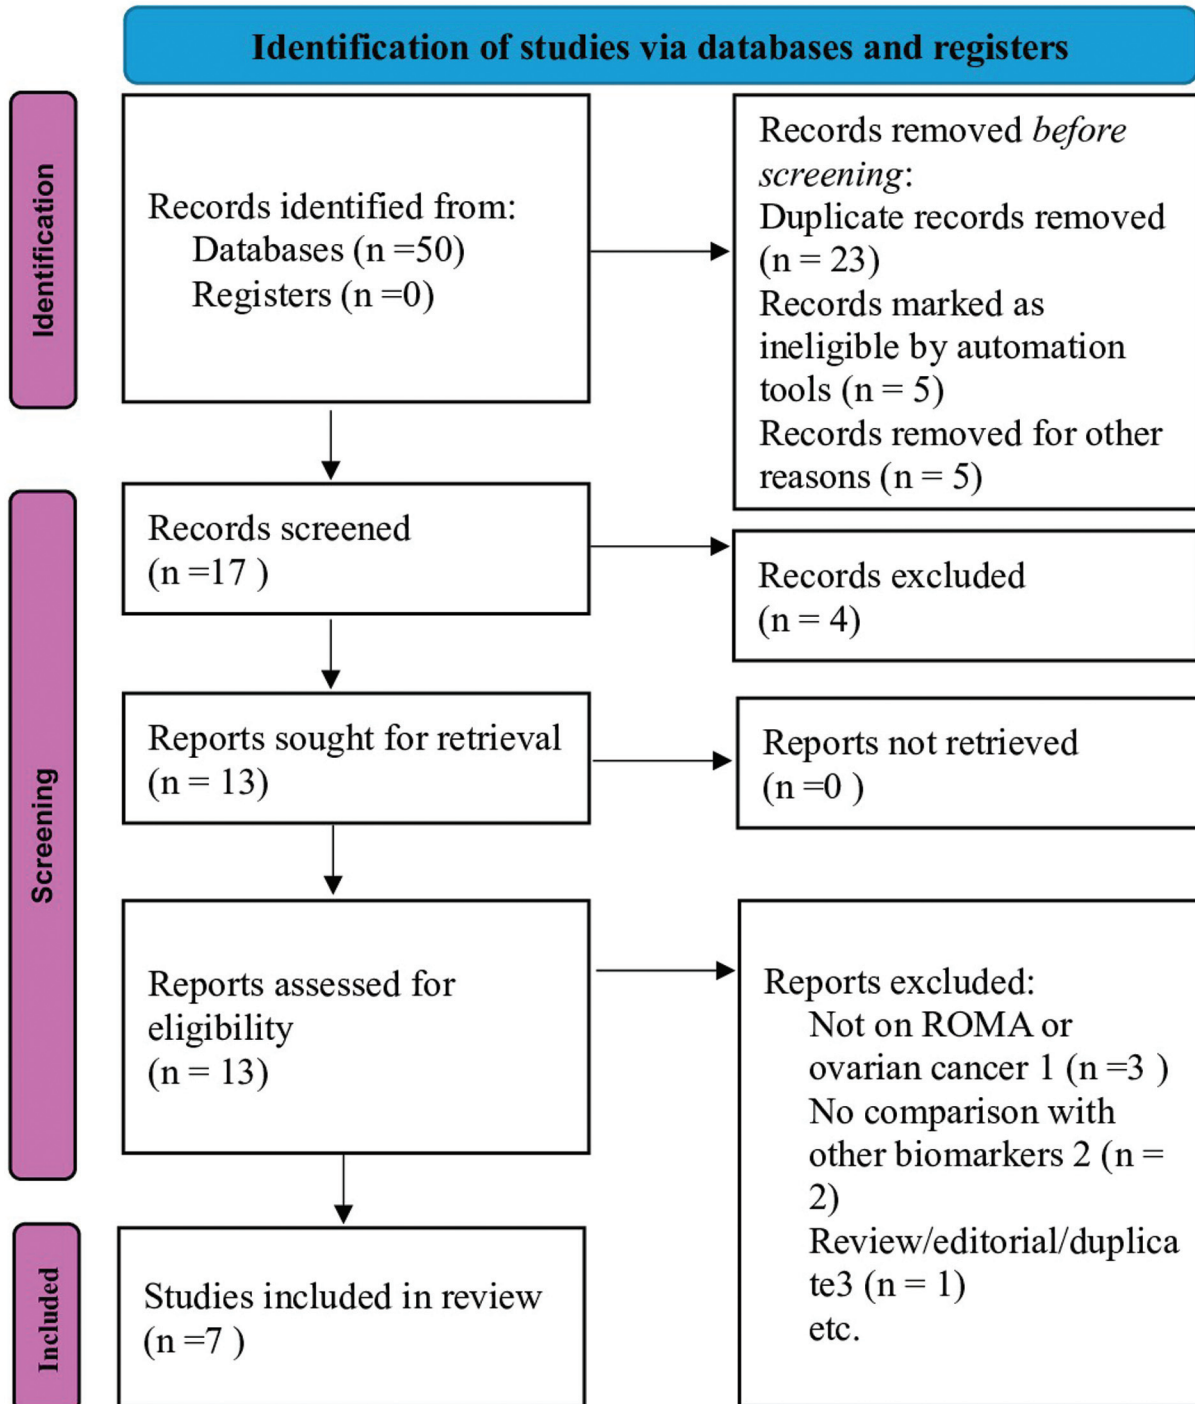 Identification of studies via databases and registers
Identification
Records identified from:
Databases (n =50)
Registers (n =0)
Records removed before
screening:
Duplicate records removed
(n = 23)
Records marked as
ineligible by automation
tools (n = 5)
Records removed for other
reasons (n = 5)
Screening
Records screened
(n =17 )
Records excluded
(n = 4)
Reports sought for retrieval
(n = 13)
Reports not retrieved
(n =0 )
Reports assessed for
eligibility
(n = 13)
Reports excluded:
Not on ROMA or
ovarian cancer 1 (n =3 )
No comparison with
other biomarkers 2 (n =
2)
Review/editorial/duplica
te3 (n = 1)
etc.
Included
Studies included in review
(n =7 )